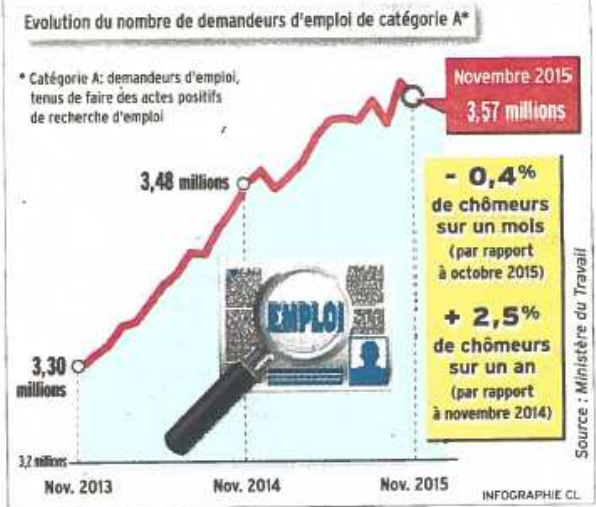 Evolution du nombre de demandeurs d'emploi de catégorie A*
* Catégorie A: demandeurs d'emploi,
tenus de faire des actes positifs
de recherche d'emploi
Novembre 2015
3,57 millions
3,48 millions
- 0,4%
de chômeurs
sur un mois
(par rapport
à octobre 2015)
+ 2,5%
de chômeurs
sur un an
(par rapport
à novembre 2014)
EMPLOI
3,30
millions
3,2 millions
Nov. 2013
Nov. 2014
Nov. 2015
INFOGRAPHIE CL
Source : Ministère du Travail